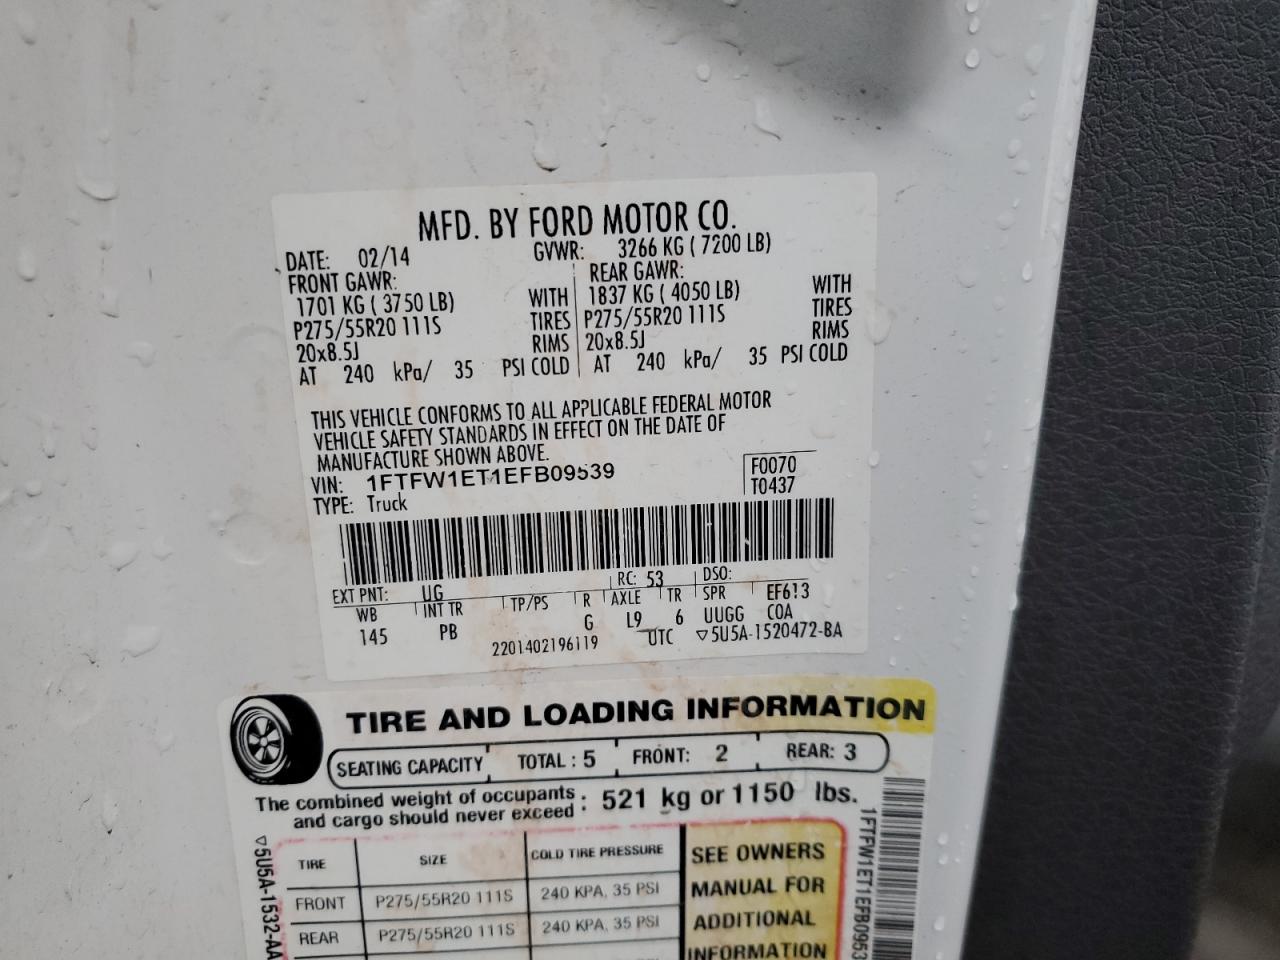 MFD. BY FORD MOTOR CO.
DATE: 02/14 GVWR: 3266 KG ( 7200 LB)
FRONT GAWR: REAR GAWR:
1701 KG ( 3750 LB) WITH 1837 KG ( 4050 LB) WITH
P275/55R20 111S TIRES P275/55R20 111S TIRES
20x8.5J RIMS 20x8.5J RIMS
AT 240 kPa/ 35 PSI COLD AT 240 kPa/ 35 PSI COLD
THIS VEHICLE CONFORMS TO ALL APPLICABLE FEDERAL MOTOR
VEHICLE SAFETY STANDARDS IN EFFECT ON THE DATE OF
MANUFACTURE SHOWN ABOVE.
VIN: 1FTFW1ET1EFB09539 F0070
TYPE: Truck T0437
EXT PNT: UG RC: 53 DSO:
WB INT TR TP/PS R AXLE TR SPR EF613
145 PB G L9 6 UUGG COA
2201402196119 UTC ▽5U5A-1520472-BA
TIRE AND LOADING INFORMATION
SEATING CAPACITY TOTAL : 5 FRONT: 2 REAR: 3
The combined weight of occupants and cargo should never exceed : 521 kg or 1150 lbs.
TIRE SIZE COLD TIRE PRESSURE
FRONT P275/55R20 111S 240 KPA, 35 PSI
REAR P275/55R20 111S 240 KPA, 35 PSI
SEE OWNERS
MANUAL FOR
ADDITIONAL
INFORMATION
▽5U5A-1532-AA
1FTFW1ET1EFB0953